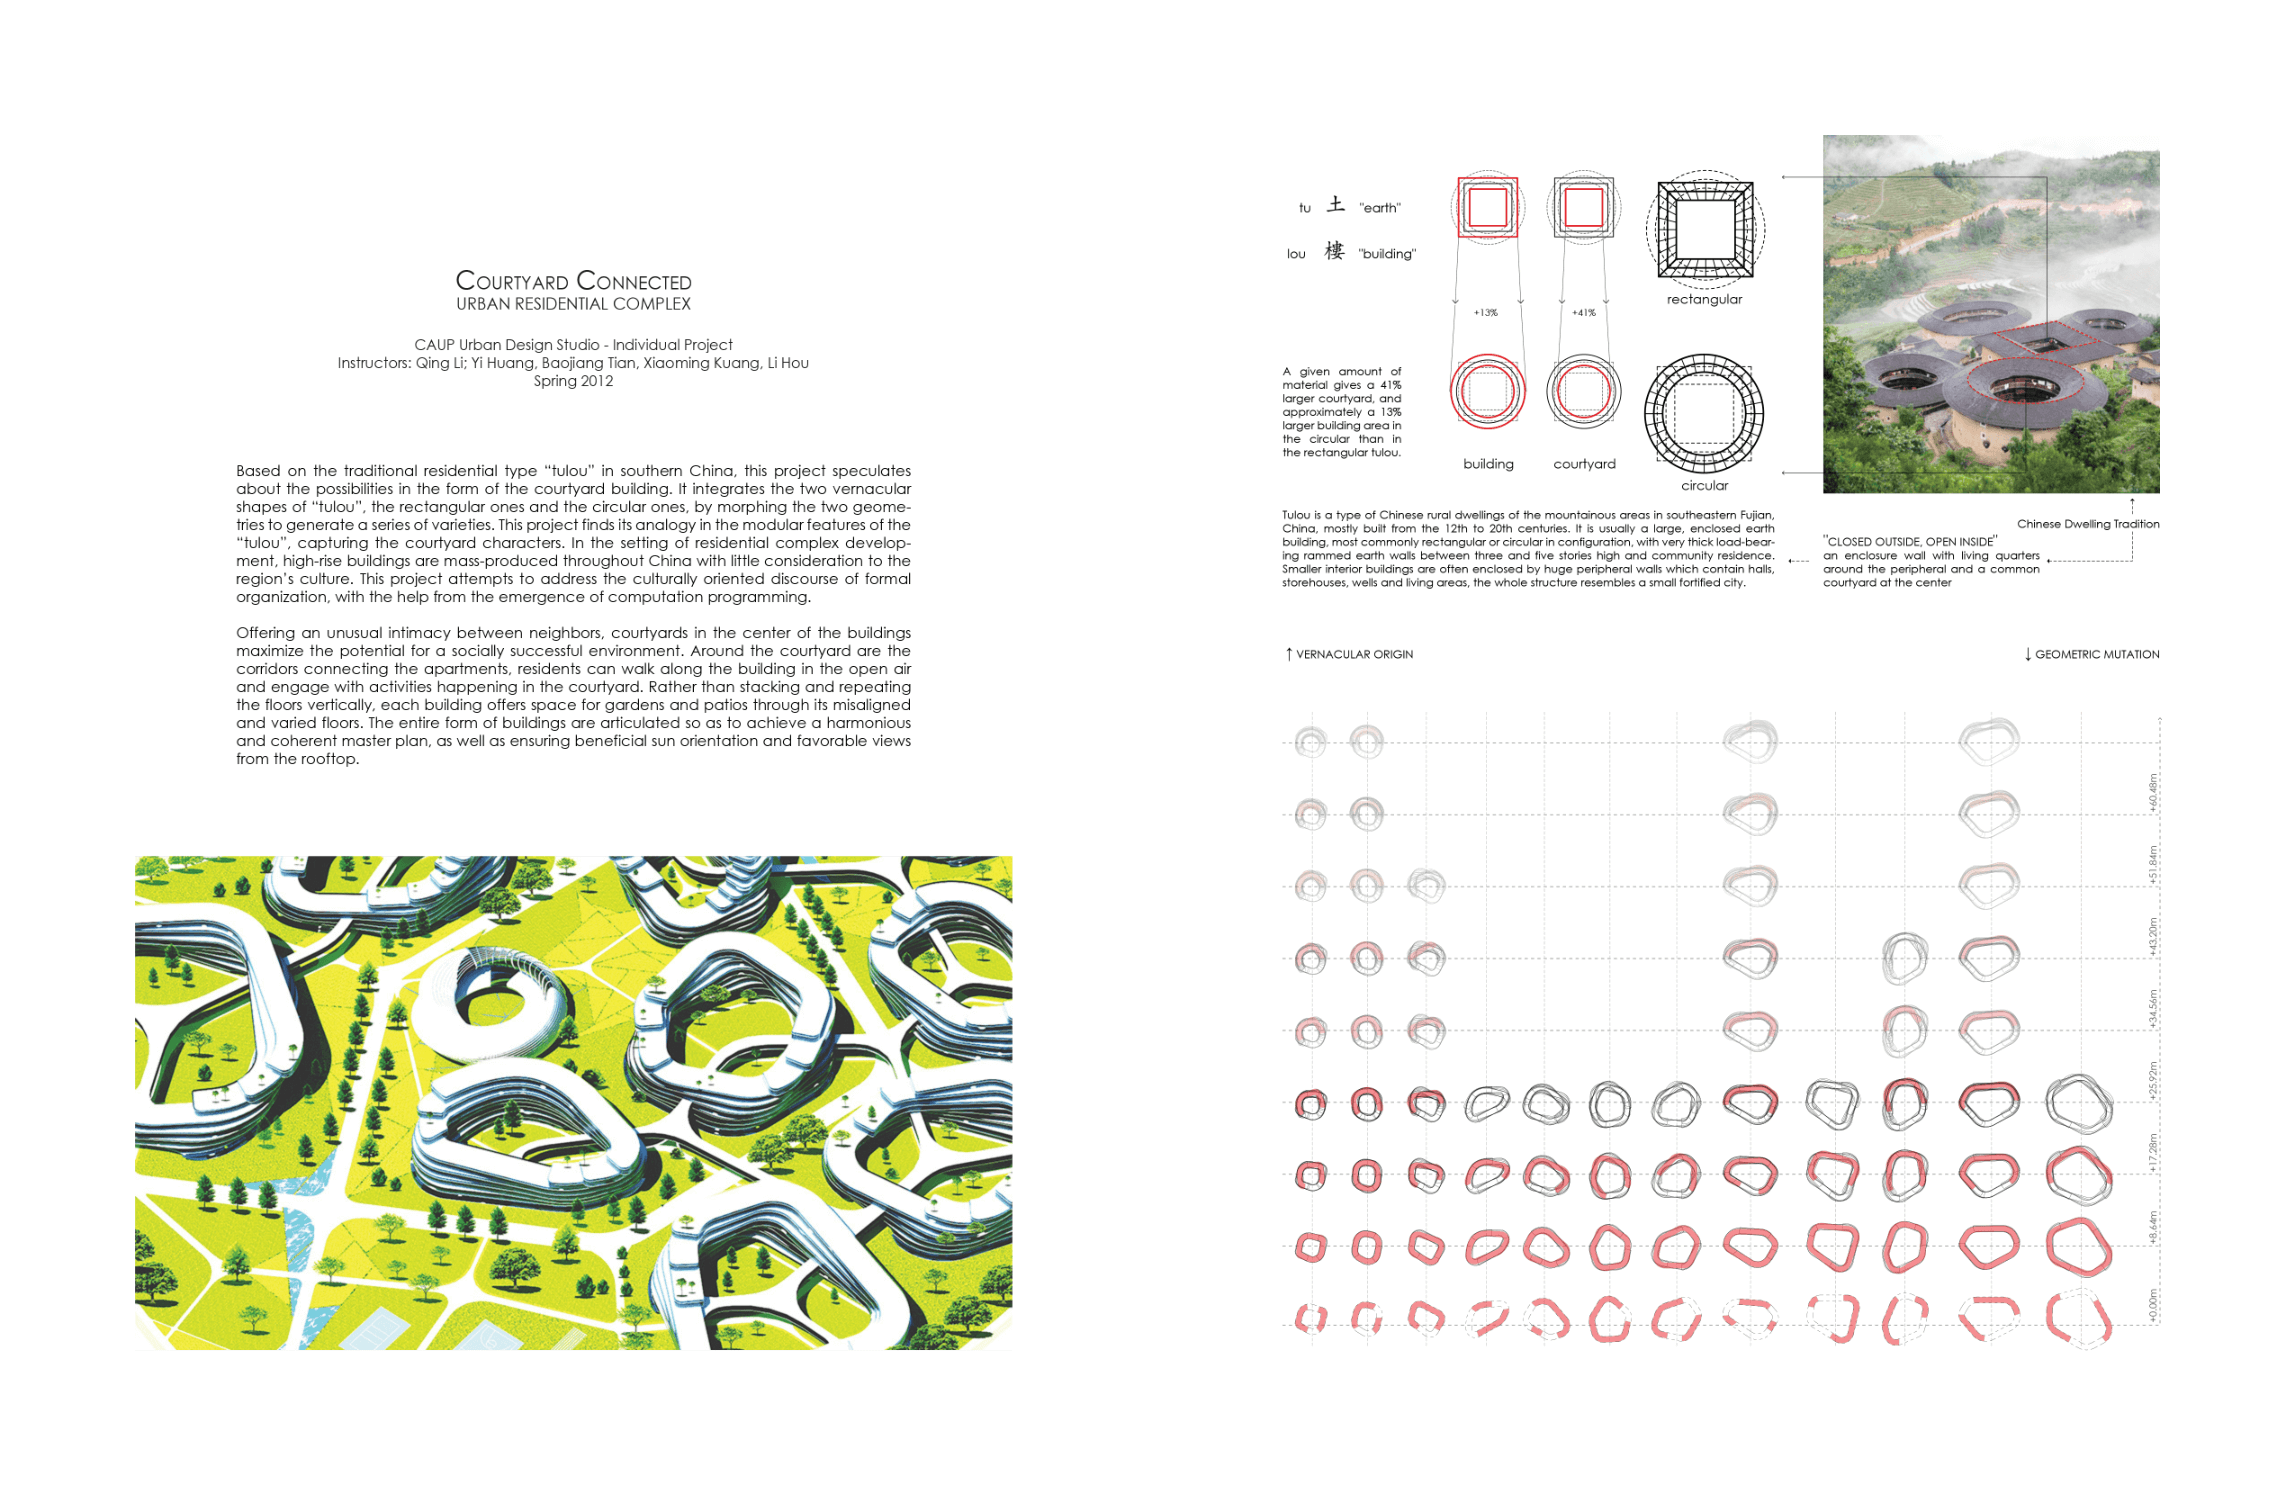 COURTYARD CONNECTED
URBAN RESIDENTIAL COMPLEX
CAUP Urban Design Studio - Individual Project
Instructors: Qing Li; Yi Huang, Baojiang Tian, Xiaoming Kuang, Li Hou
Spring 2012
Based on the traditional residential type “tulou” in southern China, this project speculates
about the possibilities in the form of the courtyard building. It integrates the two vernacular
shapes of “tulou”, the rectangular ones and the circular ones, by morphing the two geome-
tries to generate a series of varieties. This project finds its analogy in the modular features of the
“tulou”, capturing the courtyard characters. In the setting of residential complex develop-
ment, high-rise buildings are mass-produced throughout China with little consideration to the
region’s culture. This project attempts to address the culturally oriented discourse of formal
organization, with the help from the emergence of computation programming.
Offering an unusual intimacy between neighbors, courtyards in the center of the buildings
maximize the potential for a socially successful environment. Around the courtyard are the
corridors connecting the apartments, residents can walk along the building in the open air
and engage with activities happening in the courtyard. Rather than stacking and repeating
the floors vertically, each building offers space for gardens and patios through its misaligned
and varied floors. The entire form of buildings are articulated so as to achieve a harmonious
and coherent master plan, as well as ensuring beneficial sun orientation and favorable views
from the rooftop.
tu 土 "earth"
lou 樓 "building"
A given amount of
material gives a 41%
larger courtyard, and
approximately a 13%
larger building area in
the circular than in
the rectangular tulou.
+13%
+41%
building
courtyard
rectangular
circular
Tulou is a type of Chinese rural dwellings of the mountainous areas in southeastern Fujian,
China, mostly built from the 12th to 20th centuries. It is usually a large, enclosed earth
building, most commonly rectangular or circular in configuration, with very thick load-bear-
ing rammed earth walls between three and five stories high and community residence.
Smaller interior buildings are often enclosed by huge peripheral walls which contain halls,
storehouses, wells and living areas, the whole structure resembles a small fortified city.
Chinese Dwelling Tradition
"CLOSED OUTSIDE, OPEN INSIDE"
an enclosure wall with living quarters
around the peripheral and a common
courtyard at the center
↑ VERNACULAR ORIGIN
↓ GEOMETRIC MUTATION
+60.48m
+51.84m
+43.20m
+34.56m
+25.92m
+17.28m
+8.64m
+0.00m